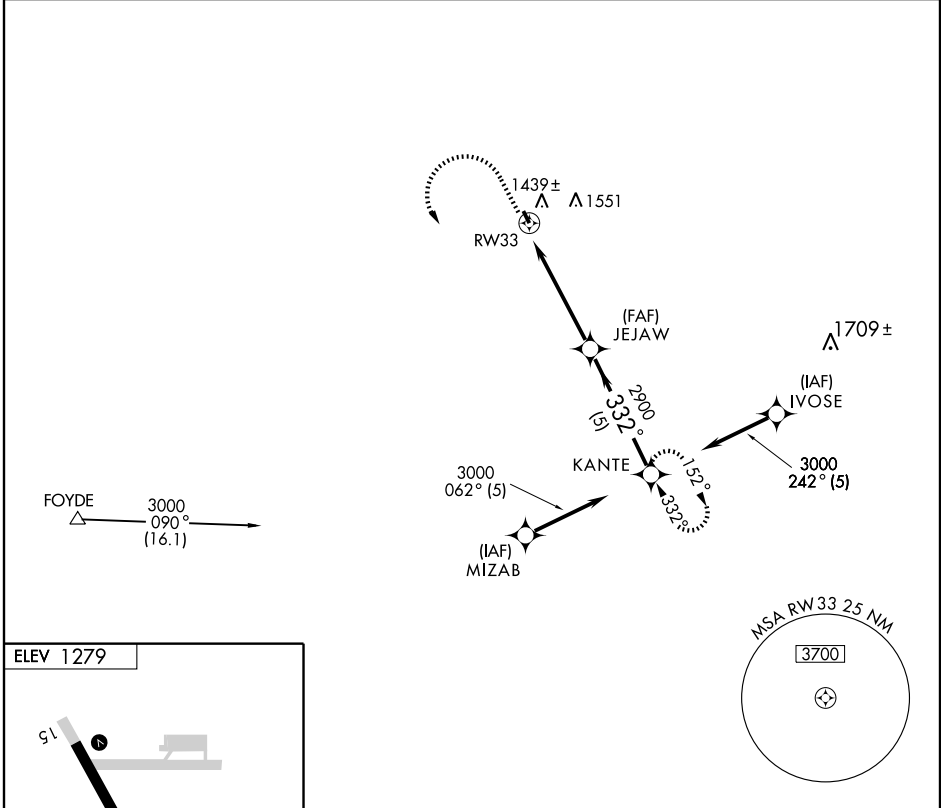 1439±
1551
RW33
(FAF)
JEJAW
1709±
(IAF)
IVOSE
2900
332°
(5)
KANTE
152°
332°
3000
242° (5)
3000
062° (5)
FOYDE
3000
090°
(16.1)
(IAF)
MIZAB
MSA RW33 25 NM
3700
ELEV 1279
15
V